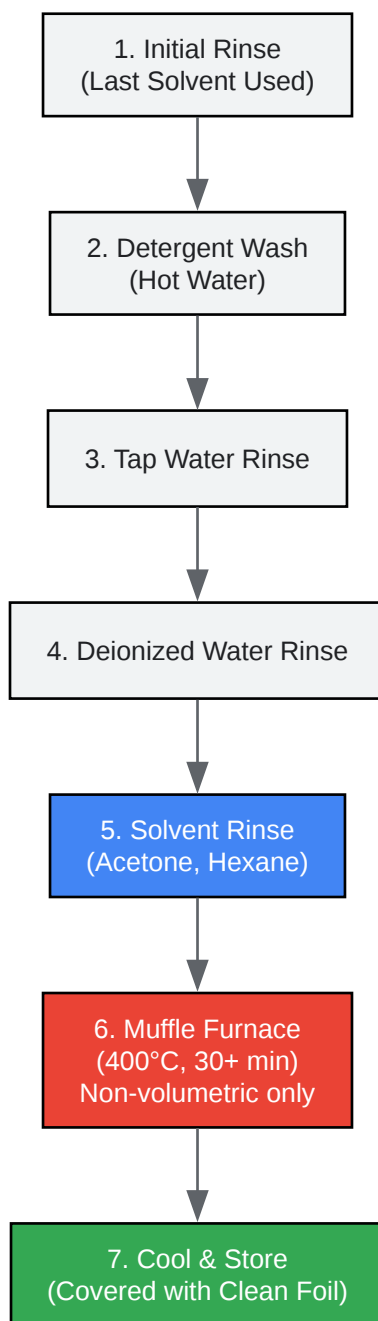 1. Initial Rinse
(Last Solvent Used)
2. Detergent Wash
(Hot Water)
3. Tap Water Rinse
4. Deionized Water Rinse
5. Solvent Rinse
(Acetone, Hexane)
6. Muffle Furnace
(400°C, 30+ min)
Non-volumetric only
7. Cool & Store
(Covered with Clean Foil)